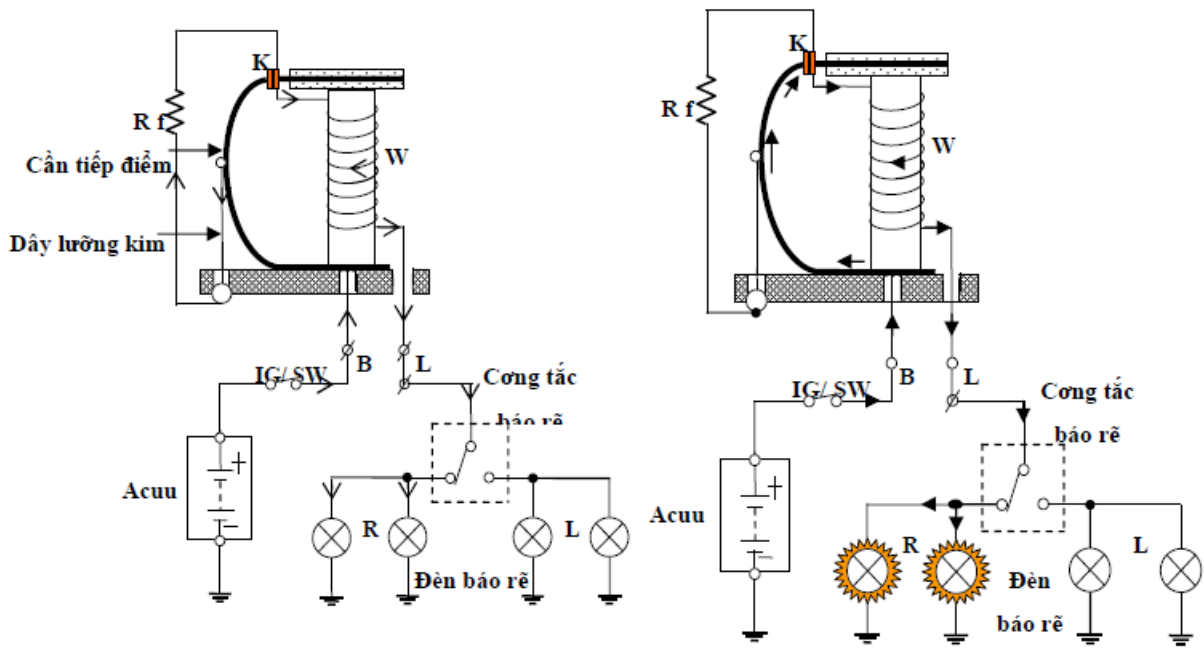 K
R f
W
Cần tiếp điểm
Dây lưỡng kim
B
L
IG/ SW
Cơng tắc
báo rẽ
+
Acuu
-
R
L
Đèn báo rẽ
K
R f
W
B
L
IG/ SW
Cơng tắc
báo rẽ
+
Acuu
-
R
L
Đèn
báo rẽ